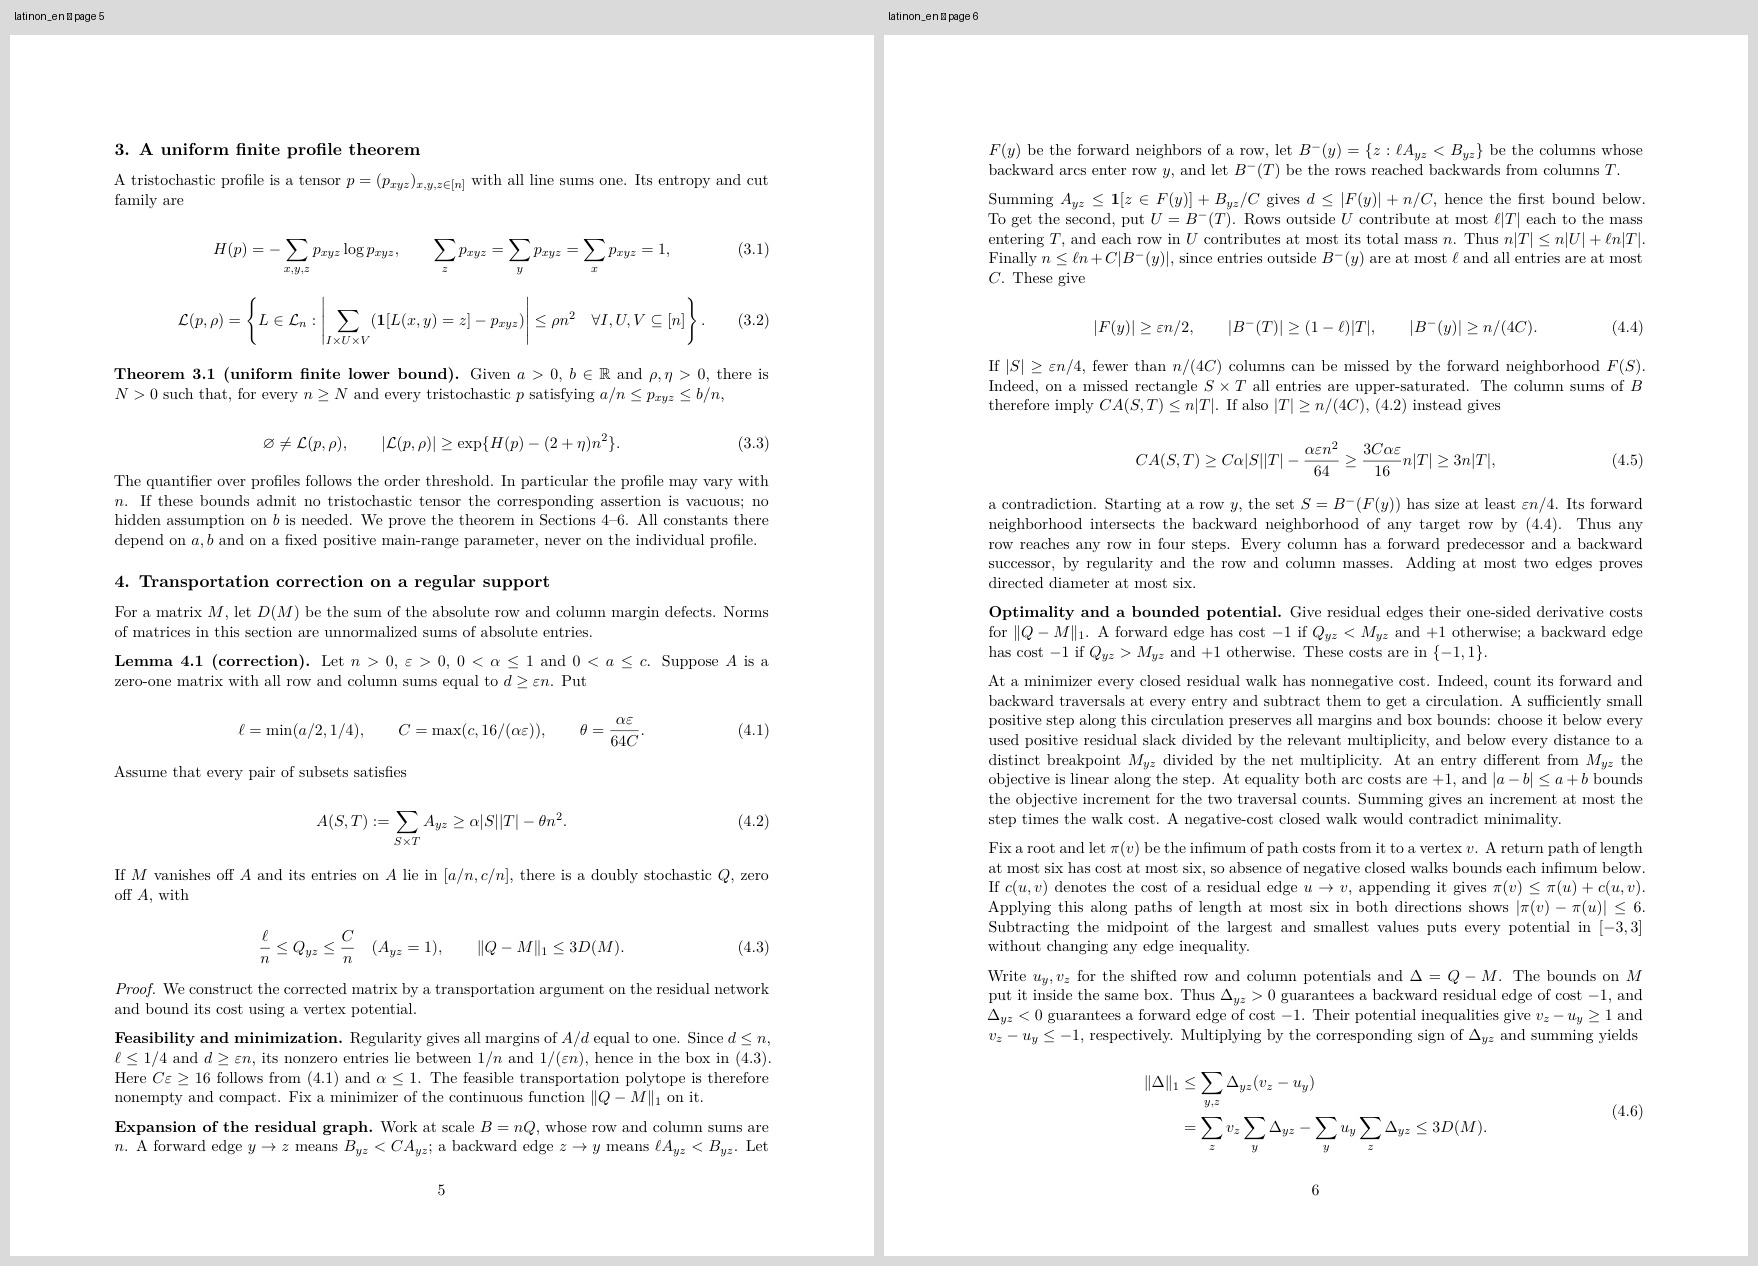 latinon_en ▯ page 5
3. A uniform finite profile theorem
A tristochastic profile is a tensor p = (p_{xyz})_{x,y,z∈[n]} with all line sums one. Its entropy and cut
family are
H(p) = − ∑_{x,y,z} p_{xyz} log p_{xyz}, ∑_z p_{xyz} = ∑_y p_{xyz} = ∑_x p_{xyz} = 1, (3.1)
ℒ(p, ρ) = { L ∈ ℒ_n : | ∑_{I×U×V} (1[L(x, y) = z] − p_{xyz}) | ≤ ρn² ∀I, U, V ⊆ [n] } . (3.2)
Theorem 3.1 (uniform finite lower bound). Given a > 0, b ∈ ℝ and ρ, η > 0, there is
N > 0 such that, for every n ≥ N and every tristochastic p satisfying a/n ≤ p_{xyz} ≤ b/n,
∅ ≠ ℒ(p, ρ), |ℒ(p, ρ)| ≥ exp{H(p) − (2 + η)n²}. (3.3)
The quantifier over profiles follows the order threshold. In particular the profile may vary with
n. If these bounds admit no tristochastic tensor the corresponding assertion is vacuous; no
hidden assumption on b is needed. We prove the theorem in Sections 4–6. All constants there
depend on a, b and on a fixed positive main-range parameter, never on the individual profile.
4. Transportation correction on a regular support
For a matrix M, let D(M) be the sum of the absolute row and column margin defects. Norms
of matrices in this section are unnormalized sums of absolute entries.
Lemma 4.1 (correction). Let n > 0, ε > 0, 0 < α ≤ 1 and 0 < a ≤ c. Suppose A is a
zero-one matrix with all row and column sums equal to d ≥ εn. Put
ℓ = min(a/2, 1/4), C = max(c, 16/(αε)), θ = αε/64C. (4.1)
Assume that every pair of subsets satisfies
A(S, T) := ∑_{S×T} A_{yz} ≥ α|S||T| − θn². (4.2)
If M vanishes off A and its entries on A lie in [a/n, c/n], there is a doubly stochastic Q, zero
off A, with
ℓ/n ≤ Q_{yz} ≤ C/n (A_{yz} = 1), ‖Q − M‖₁ ≤ 3D(M). (4.3)
Proof. We construct the corrected matrix by a transportation argument on the residual network
and bound its cost using a vertex potential.
Feasibility and minimization. Regularity gives all margins of A/d equal to one. Since d ≤ n,
ℓ ≤ 1/4 and d ≥ εn, its nonzero entries lie between 1/n and 1/(εn), hence in the box in (4.3).
Here Cε ≥ 16 follows from (4.1) and α ≤ 1. The feasible transportation polytope is therefore
nonempty and compact. Fix a minimizer of the continuous function ‖Q − M‖₁ on it.
Expansion of the residual graph. Work at scale B = nQ, whose row and column sums are
n. A forward edge y → z means B_{yz} < CA_{yz}; a backward edge z → y means ℓA_{yz} < B_{yz}. Let
5
latinon_en ▯ page 6
F(y) be the forward neighbors of a row, let B⁻(y) = {z : ℓA_{yz} < B_{yz}} be the columns whose
backward arcs enter row y, and let B⁻(T) be the rows reached backwards from columns T.
Summing A_{yz} ≤ 1[z ∈ F(y)] + B_{yz}/C gives d ≤ |F(y)| + n/C, hence the first bound below.
To get the second, put U = B⁻(T). Rows outside U contribute at most ℓ|T| each to the mass
entering T, and each row in U contributes at most its total mass n. Thus n|T| ≤ n|U| + ℓn|T|.
Finally n ≤ ℓn + C|B⁻(y)|, since entries outside B⁻(y) are at most ℓ and all entries are at most
C. These give
|F(y)| ≥ εn/2, |B⁻(T)| ≥ (1 − ℓ)|T|, |B⁻(y)| ≥ n/(4C). (4.4)
If |S| ≥ εn/4, fewer than n/(4C) columns can be missed by the forward neighborhood F(S).
Indeed, on a missed rectangle S × T all entries are upper-saturated. The column sums of B
therefore imply CA(S, T) ≤ n|T|. If also |T| ≥ n/(4C), (4.2) instead gives
CA(S, T) ≥ Cα|S||T| − αεn²/64 ≥ 3Cαε/16 n|T| ≥ 3n|T|, (4.5)
a contradiction. Starting at a row y, the set S = B⁻(F(y)) has size at least εn/4. Its forward
neighborhood intersects the backward neighborhood of any target row by (4.4). Thus any
row reaches any row in four steps. Every column has a forward predecessor and a backward
successor, by regularity and the row and column masses. Adding at most two edges proves
directed diameter at most six.
Optimality and a bounded potential. Give residual edges their one-sided derivative costs
for ‖Q − M‖₁. A forward edge has cost −1 if Q_{yz} < M_{yz} and +1 otherwise; a backward edge
has cost −1 if Q_{yz} > M_{yz} and +1 otherwise. These costs are in {−1, 1}.
At a minimizer every closed residual walk has nonnegative cost. Indeed, count its forward and
backward traversals at every entry and subtract them to get a circulation. A sufficiently small
positive step along this circulation preserves all margins and box bounds: choose it below every
used positive residual slack divided by the relevant multiplicity, and below every distance to a
distinct breakpoint M_{yz} divided by the net multiplicity. At an entry different from M_{yz} the
objective is linear along the step. At equality both arc costs are +1, and |a − b| ≤ a + b bounds
the objective increment for the two traversal counts. Summing gives an increment at most the
step times the walk cost. A negative-cost closed walk would contradict minimality.
Fix a root and let π(v) be the infimum of path costs from it to a vertex v. A return path of length
at most six has cost at most six, so absence of negative closed walks bounds each infimum below.
If c(u, v) denotes the cost of a residual edge u → v, appending it gives π(v) ≤ π(u) + c(u, v).
Applying this along paths of length at most six in both directions shows |π(v) − π(u)| ≤ 6.
Subtracting the midpoint of the largest and smallest values puts every potential in [−3, 3]
without changing any edge inequality.
Write u_y, v_z for the shifted row and column potentials and Δ = Q − M. The bounds on M
put it inside the same box. Thus Δ_{yz} > 0 guarantees a backward residual edge of cost −1, and
Δ_{yz} < 0 guarantees a forward edge of cost −1. Their potential inequalities give v_z − u_y ≥ 1 and
v_z − u_y ≤ −1, respectively. Multiplying by the corresponding sign of Δ_{yz} and summing yields
‖Δ‖₁ ≤ ∑_{y,z} Δ_{yz}(v_z − u_y)
= ∑_z v_z ∑_y Δ_{yz} − ∑_y u_y ∑_z Δ_{yz} ≤ 3D(M). (4.6)
6